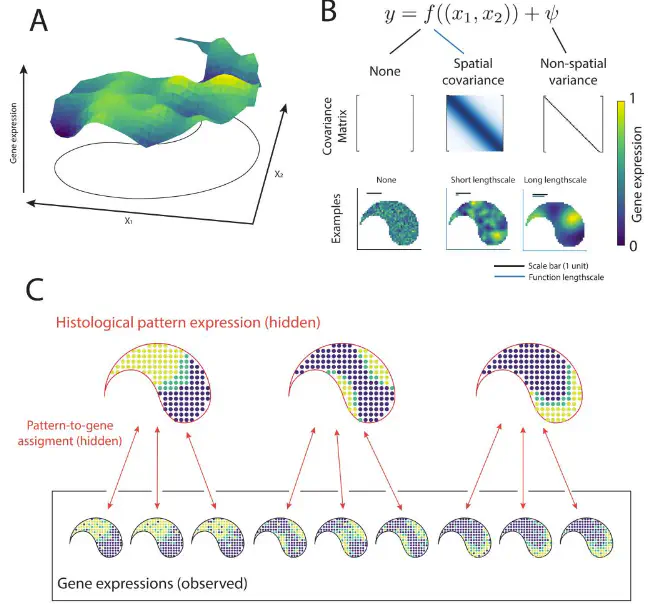 A
Gene expression
X₁
X₂
B
y = f((x₁, x₂)) + ψ
None
Spatial
covariance
Non-spatial
variance
Covariance
Matrix
1
Gene expression
0
Examples
None
Short lengthscale
Long lengthscale
Scale bar (1 unit)
Function lengthscale
C
Histological pattern expression (hidden)
Pattern-to-gene
assigment (hidden)
Gene expressions (observed)